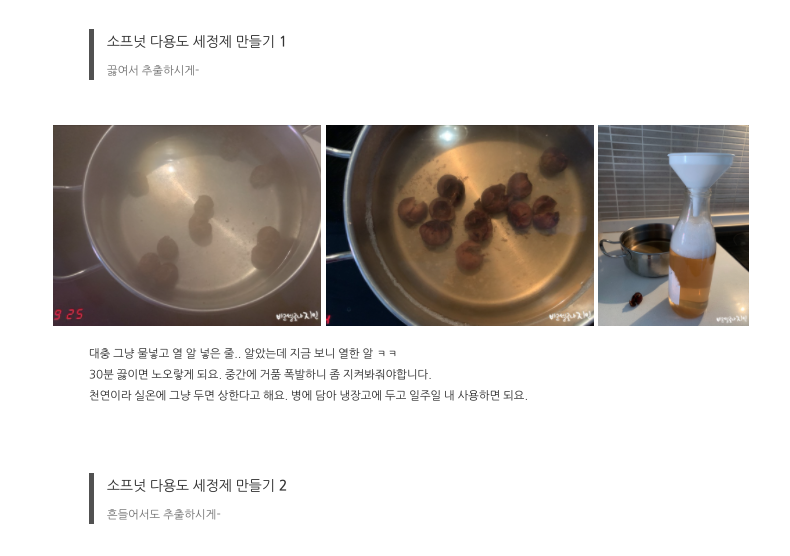 소프넛 다용도 세정제 만들기 1
끓여서 추출하시게~
9 25
대충 그냥 물넣고 열 알 넣은 줄.. 알았는데 지금 보니 열한 알 ㅋㅋ
30분 끓이면 노오랗게 되요. 중간에 거품 폭발하니 좀 지켜봐줘야합니다.
천연이라 실온에 그냥 두면 상한다고 해요. 병에 담아 냉장고에 두고 일주일 내 사용하면 되요.
소프넛 다용도 세정제 만들기 2
흔들어서도 추출하시게~